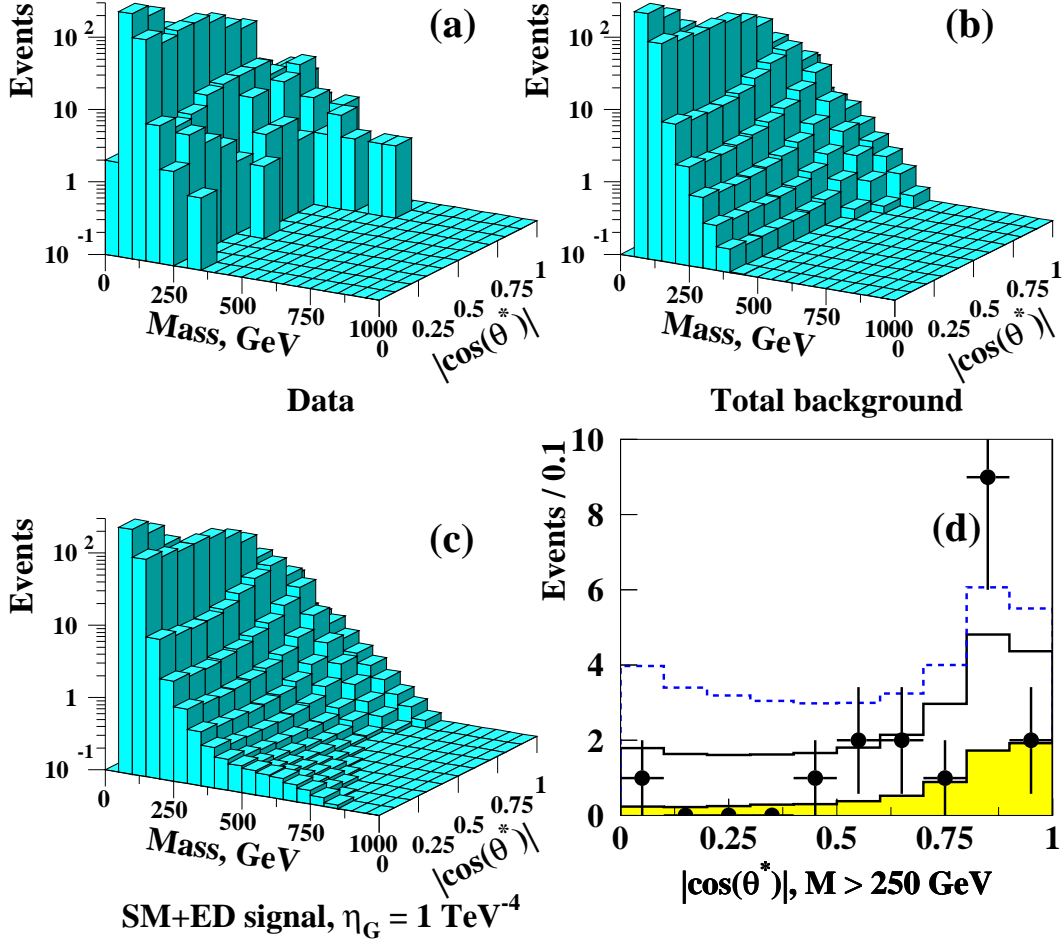 (a)
Events
10^2
10
1
10^-1
0
250
500
750
1000
Mass, GeV
0
0.25
0.5
0.75
1
|cos(θ^*)|
Data
(b)
Events
10^2
10
1
10^-1
0
250
500
750
1000
Mass, GeV
0
0.25
0.5
0.75
1
|cos(θ^*)|
Total background
(c)
Events
10^2
10
1
10^-1
0
250
500
750
1000
Mass, GeV
0
0.25
0.5
0.75
1
|cos(θ^*)|
SM+ED signal, η_G = 1 TeV^-4
(d)
Events / 0.1
10
8
6
4
2
0
0 0.25 0.5 0.75 1
|cos(θ^*)|, M > 250 GeV